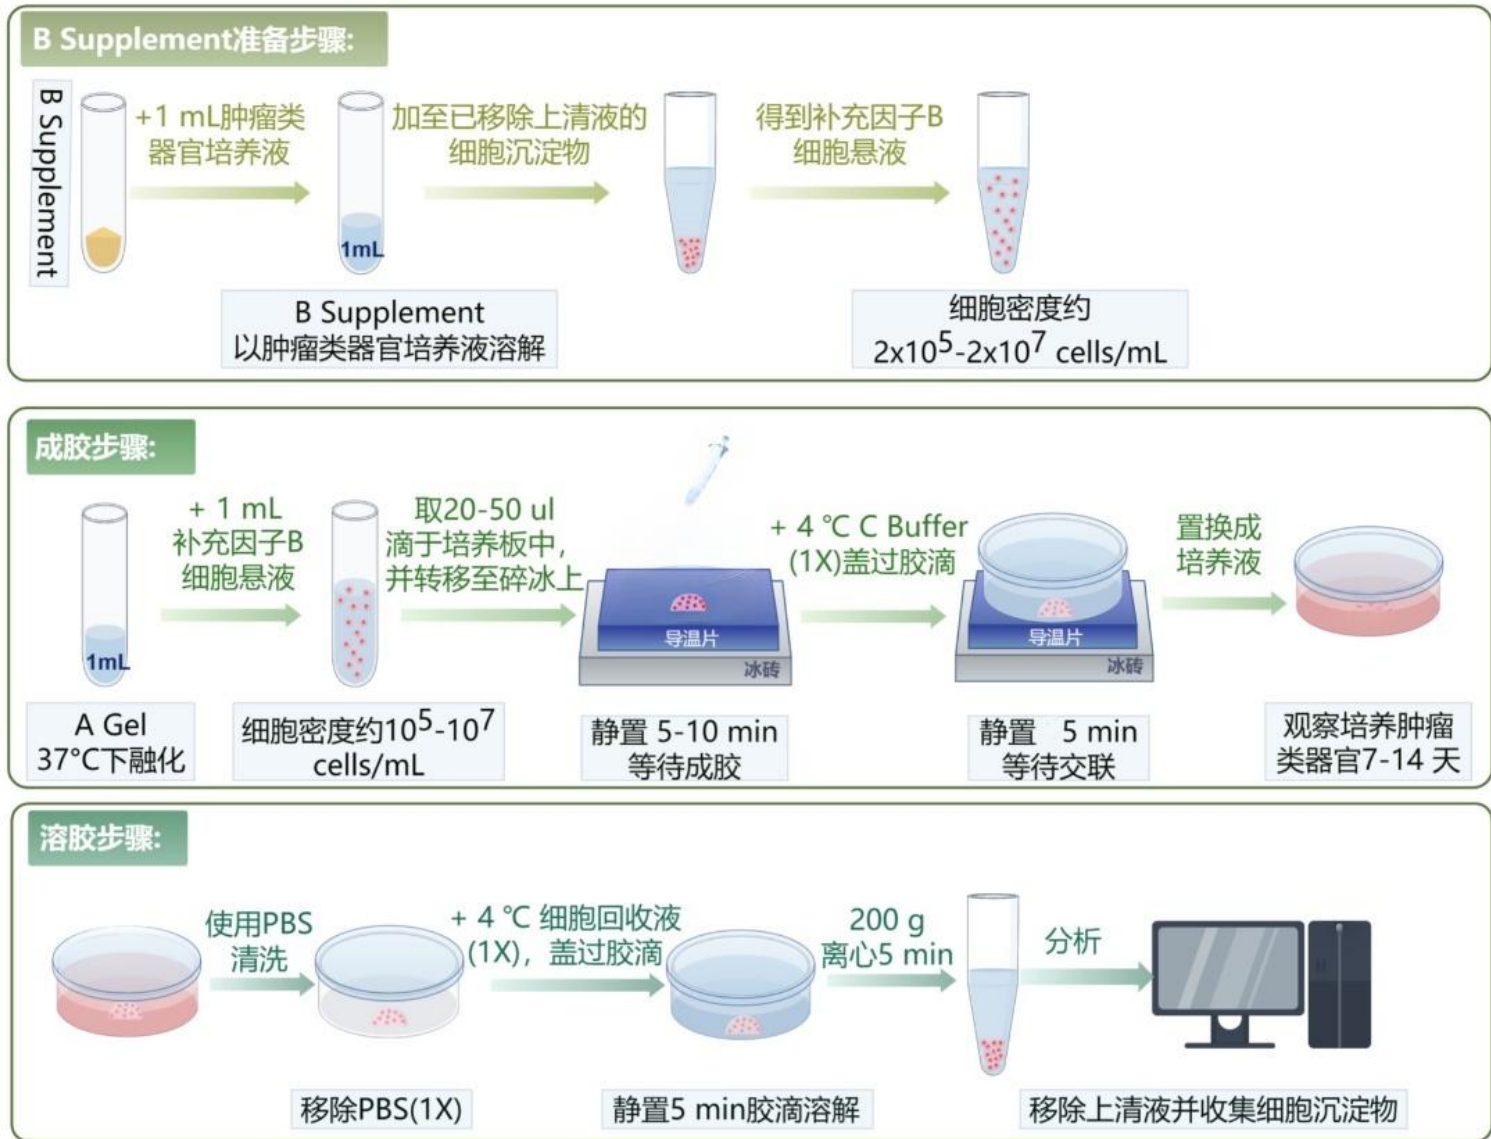 B Supplement准备步骤:
B Supplement
+1 mL肿瘤类
器官培养液
1mL
B Supplement
以肿瘤类器官培养液溶解
加至已移除上清液的
细胞沉淀物
得到补充因子B
细胞悬液
细胞密度约
2x10⁵-2x10⁷ cells/mL
成胶步骤:
1mL
A Gel
37°C下融化
+ 1 mL
补充因子B
细胞悬液
细胞密度约10⁵-10⁷
cells/mL
取20-50 ul
滴于培养板中，
并转移至碎冰上
导温片
冰砖
静置 5-10 min
等待成胶
+ 4 ℃ C Buffer
(1X)盖过胶滴
导温片
冰砖
静置 5 min
等待交联
置换成
培养液
观察培养肿瘤
类器官7-14 天
溶胶步骤:
使用PBS
清洗
移除PBS(1X)
+ 4 ℃ 细胞回收液
(1X)，盖过胶滴
静置5 min胶滴溶解
200 g
离心5 min
移除上清液并收集细胞沉淀物
分析